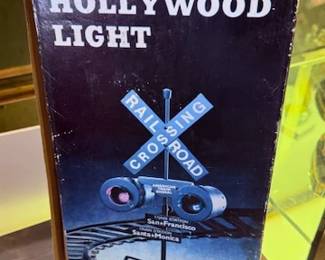 HOLLYWOOD
LIGHT
RAIL
CROSSING
ROAD
San•Francisco
Santa•Monica